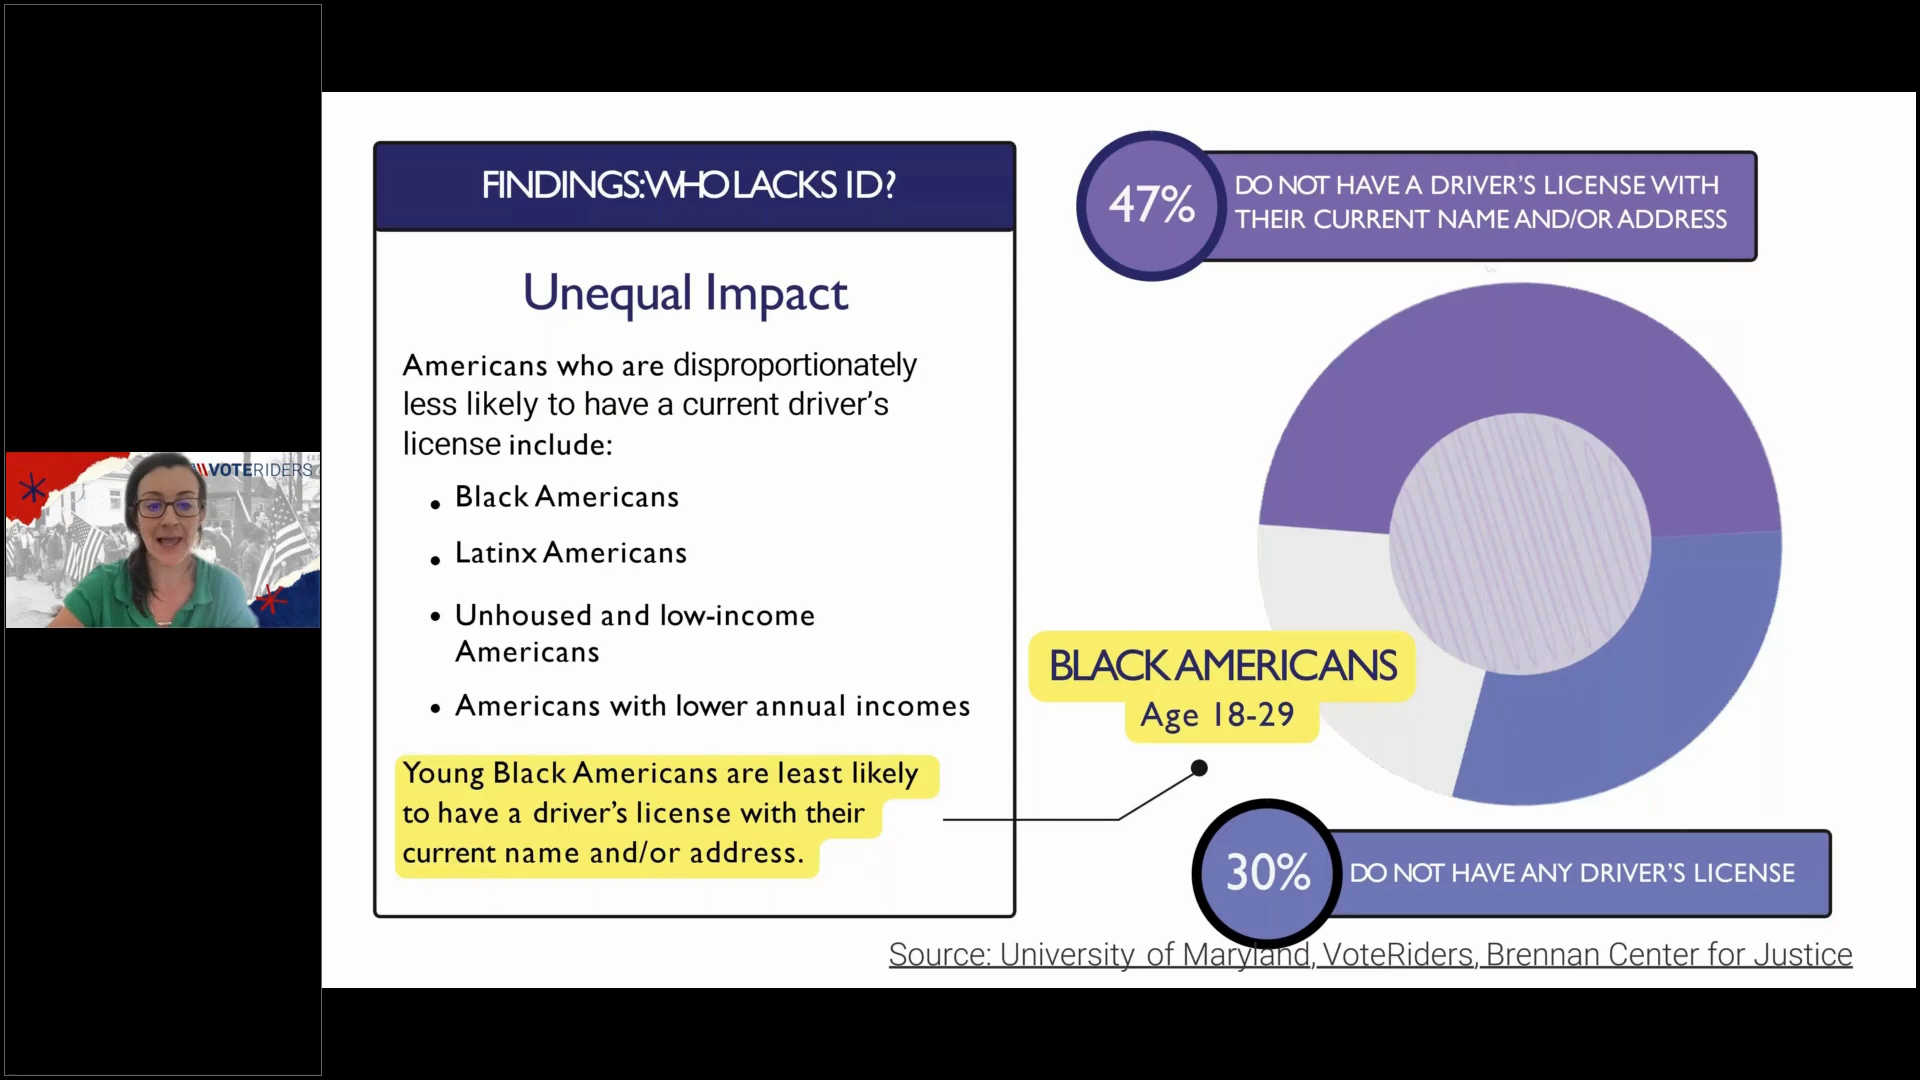 VOTERIDERS
FINDINGS:WHO LACKS ID?
Unequal Impact
Americans who are disproportionately
less likely to have a current driver’s
license include:
• Black Americans
• Latinx Americans
• Unhoused and low-income
Americans
• Americans with lower annual incomes
Young Black Americans are least likely
to have a driver’s license with their
current name and/or address.
47%
DO NOT HAVE A DRIVER’S LICENSE WITH
THEIR CURRENT NAME AND/OR ADDRESS
BLACK AMERICANS
Age 18-29
30%
DO NOT HAVE ANY DRIVER’S LICENSE
Source: University of Maryland, VoteRiders, Brennan Center for Justice